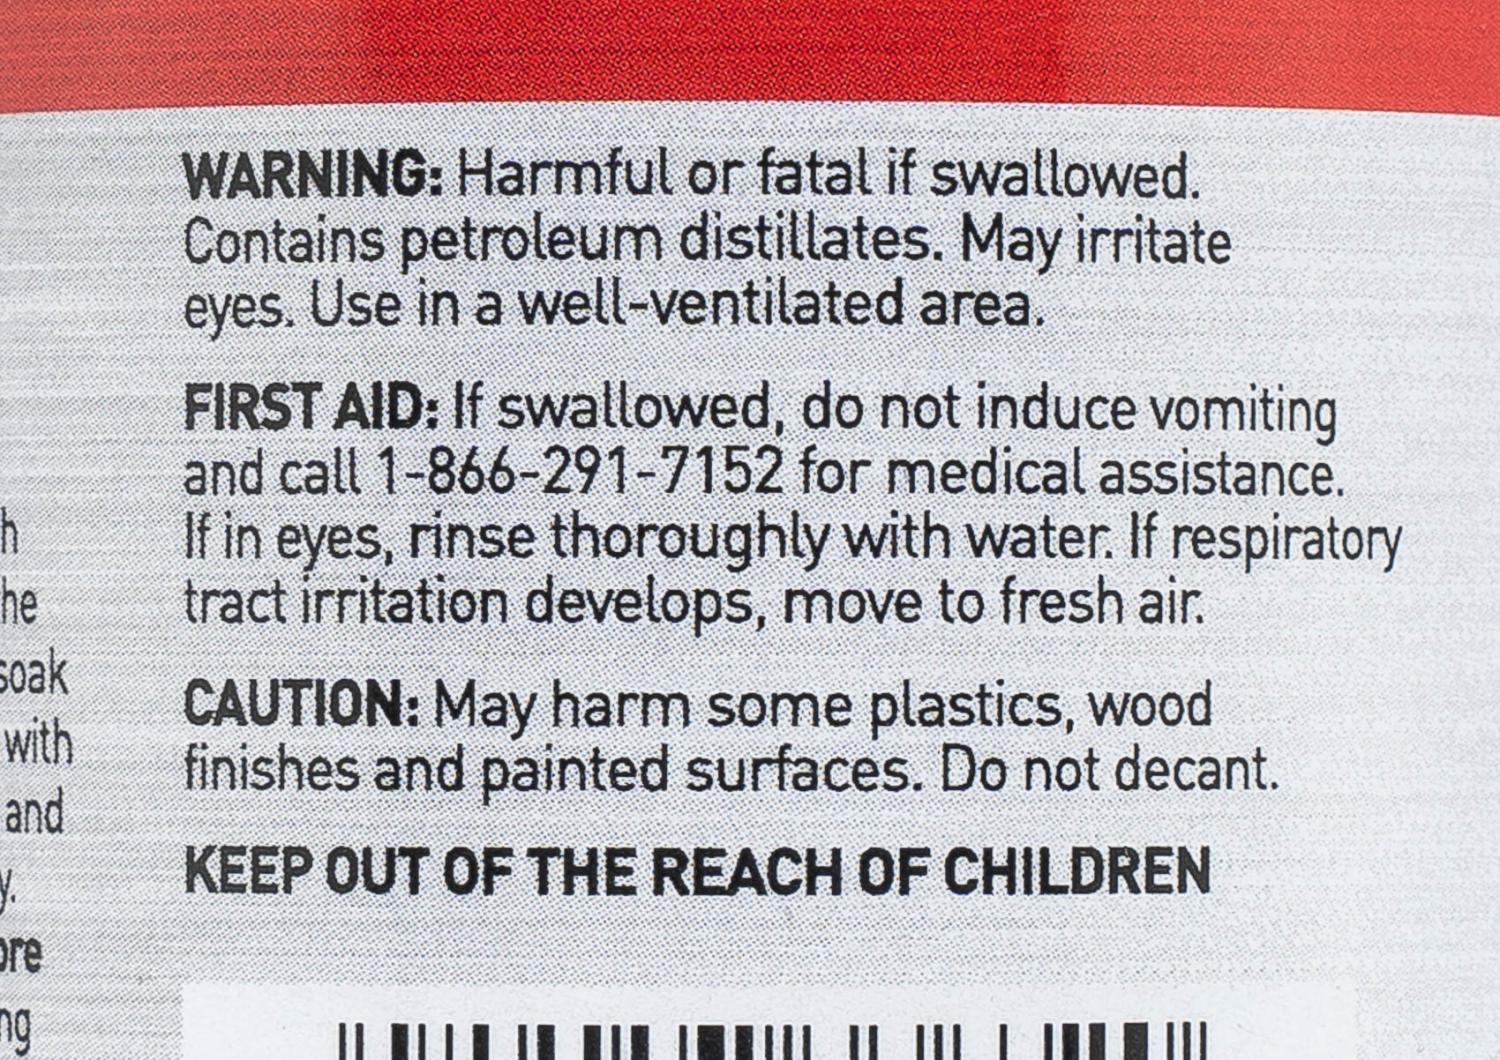 WARNING: Harmful or fatal if swallowed.
Contains petroleum distillates. May irritate
eyes. Use in a well-ventilated area.
FIRST AID: If swallowed, do not induce vomiting
and call 1-866-291-7152 for medical assistance.
If in eyes, rinse thoroughly with water. If respiratory
tract irritation develops, move to fresh air.
CAUTION: May harm some plastics, wood
finishes and painted surfaces. Do not decant.
KEEP OUT OF THE REACH OF CHILDREN
soak
with
and